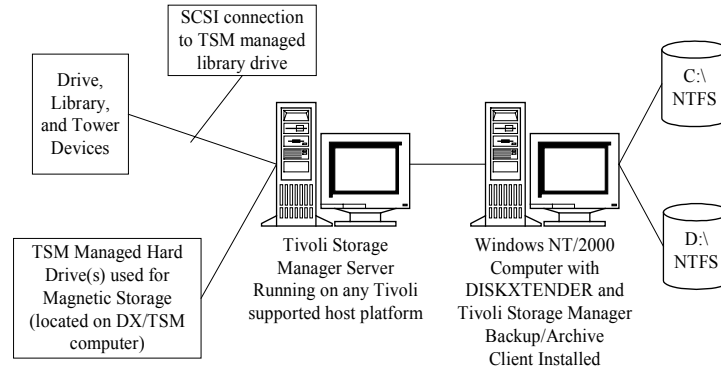 SCSI connection
to TSM managed
library drive
Drive,
Library,
and Tower
Devices
C:\
NTFS
TSM Managed Hard
Drive(s) used for
Magnetic Storage
(located on DX/TSM
computer)
Tivoli Storage
Manager Server
Running on any Tivoli
supported host platform
Windows NT/2000
Computer with
DISKXTENDER and
Tivoli Storage Manager
Backup/Archive
Client Installed
D:\
NTFS